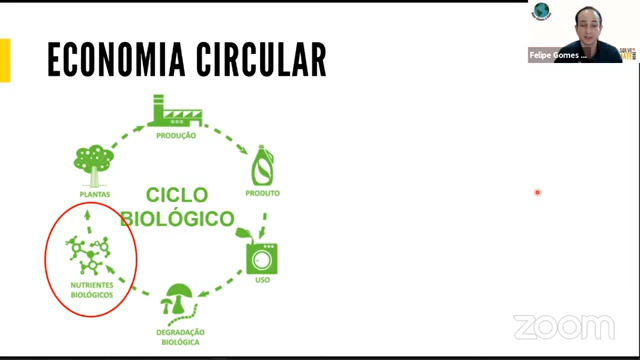 ECONOMIA CIRCULAR
Felipe Gomes ...
PRODUÇÃO
PLANTAS
PRODUTO
CICLO
BIOLÓGICO
NUTRIENTES
BIOLÓGICOS
USO
DEGRADAÇÃO
BIOLÓGICA
zoom